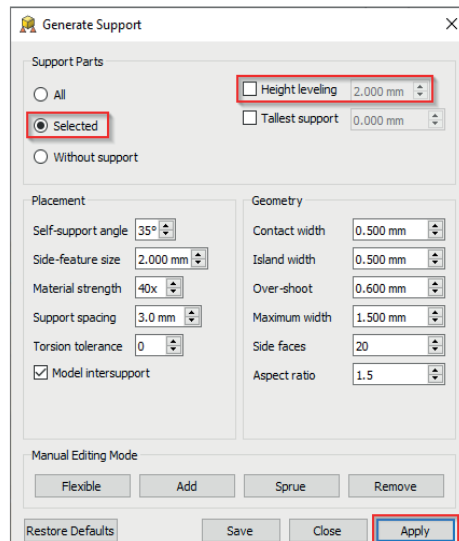 Generate Support
Support Parts
All
Height leveling 2.000 mm
Selected
Tallest support 0.000 mm
Without support
Placement
Self-support angle 35°
Side-feature size 2.000 mm
Material strength 40x
Support spacing 3.0 mm
Torsion tolerance 0
Model intersupport
Geometry
Contact width 0.500 mm
Island width 0.500 mm
Over-shoot 0.600 mm
Maximum width 1.500 mm
Side faces 20
Aspect ratio 1.5
Manual Editing Mode
Flexible Add Sprue Remove
Restore Defaults Save Close Apply